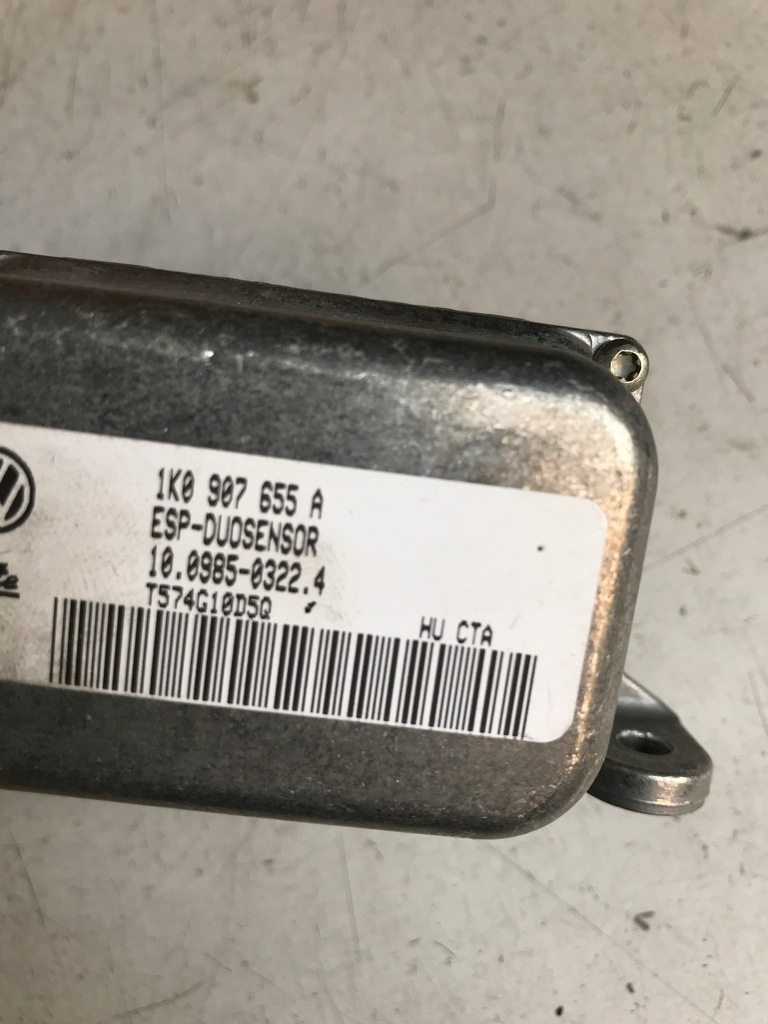 1K0 907 655 A
ESP-DUOSENSOR
10.0985-0322.4
T574G10D5Q
HU CTA